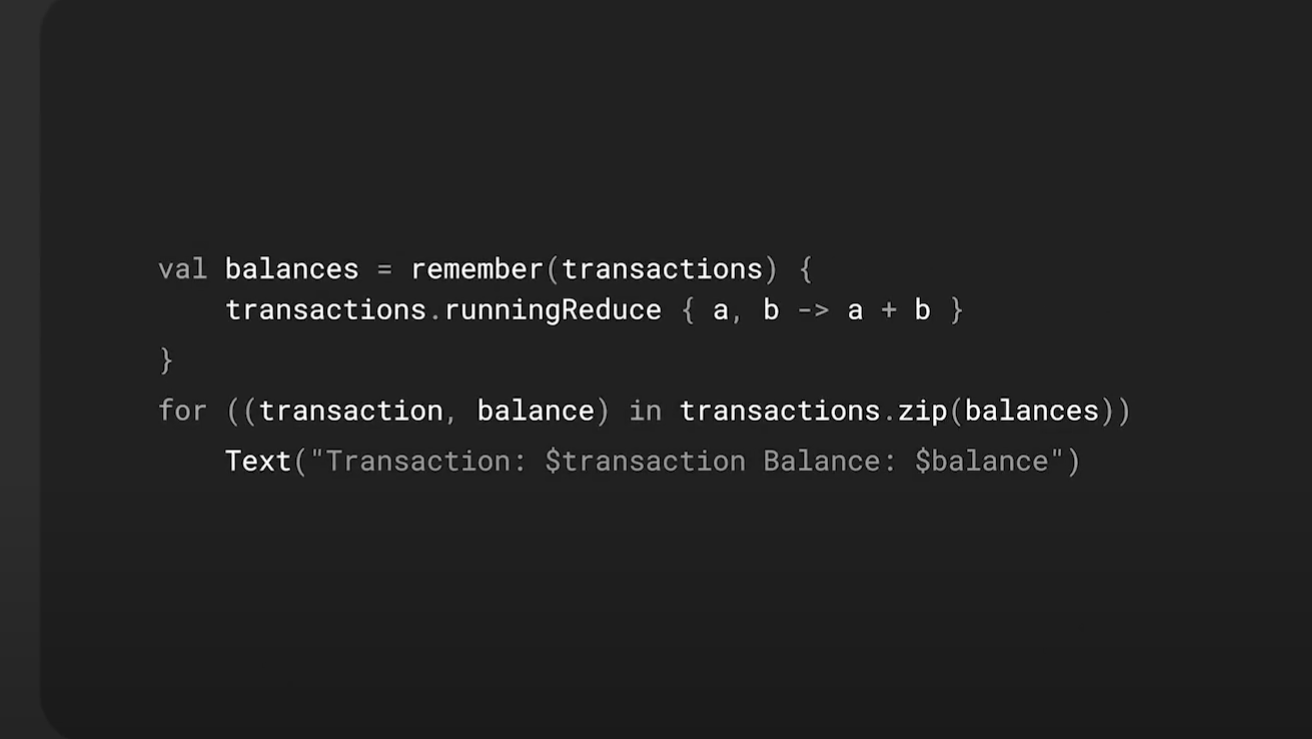 val balances = remember(transactions) {
    transactions.runningReduce { a, b -> a + b }
}
for ((transaction, balance) in transactions.zip(balances))
    Text("Transaction: $transaction Balance: $balance")